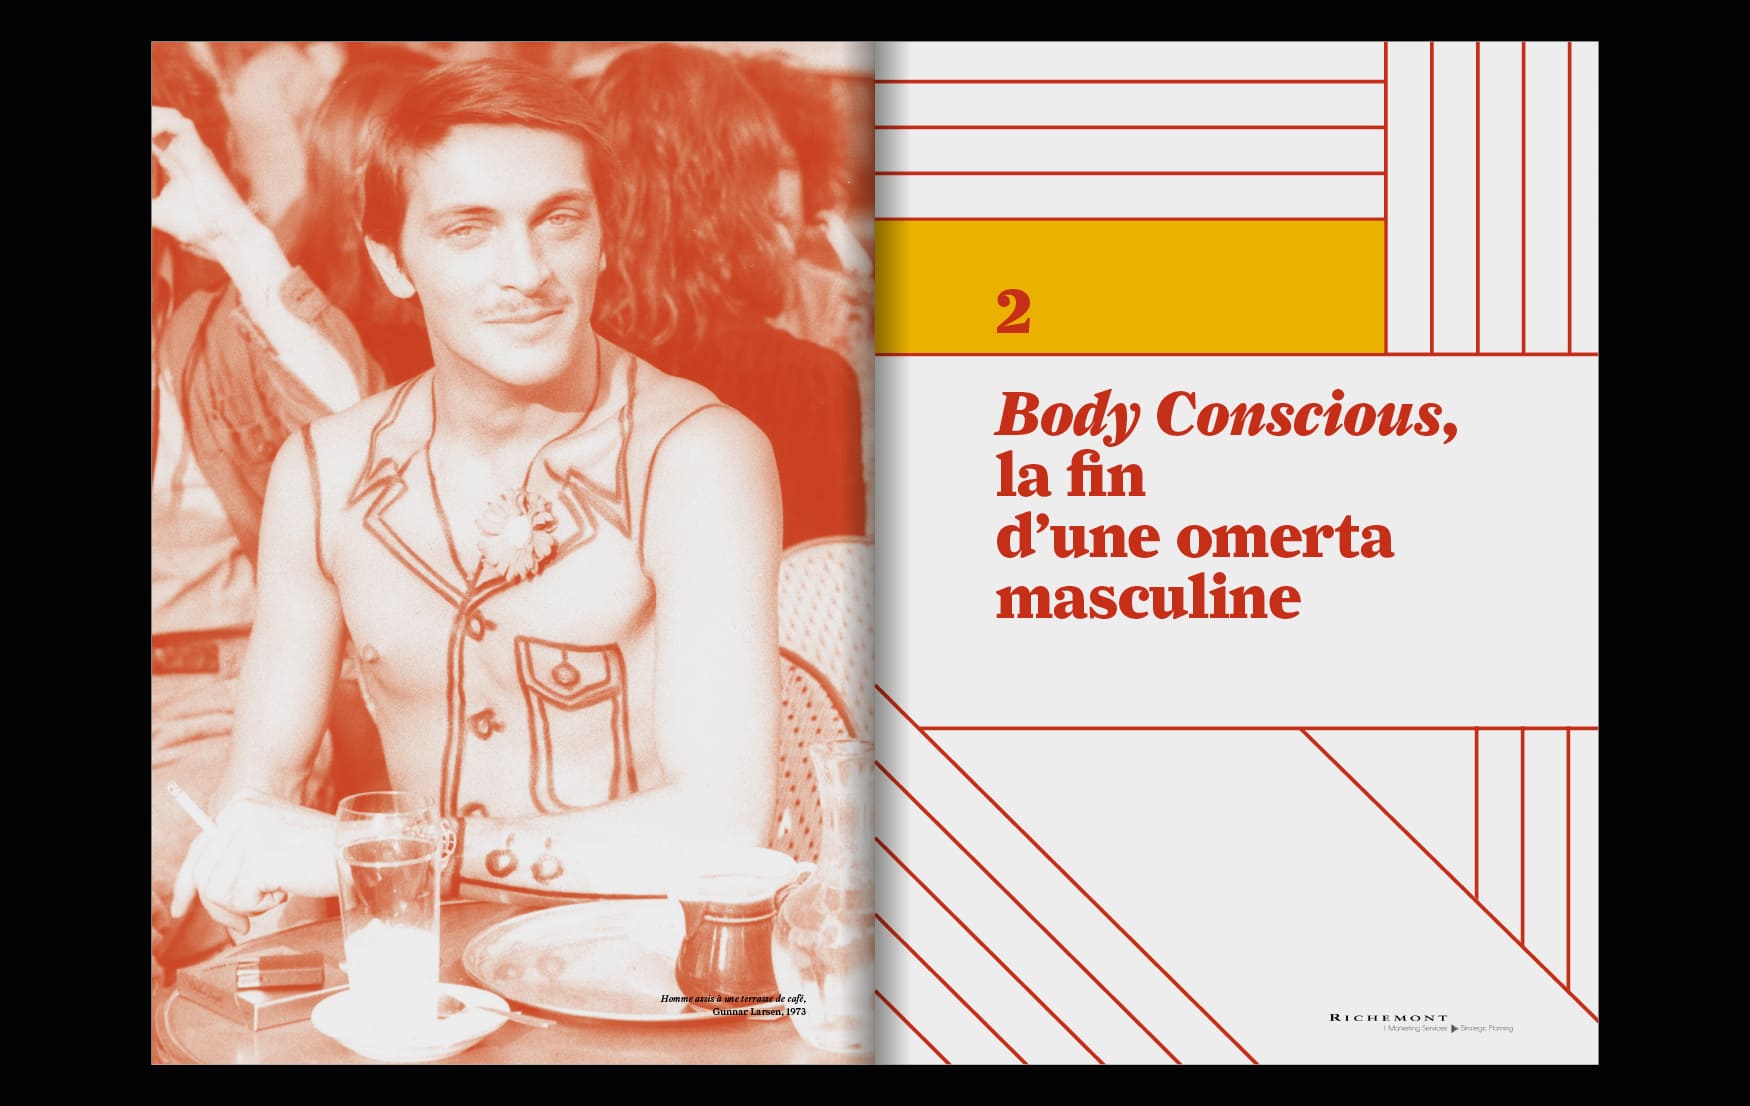 Homme assis à une terrasse de café,
Gunnar Larsen, 1973
2
Body Conscious,
la fin
d’une omerta
masculine
RICHEMONT
| Marketing Services ▶ Strategic Planning